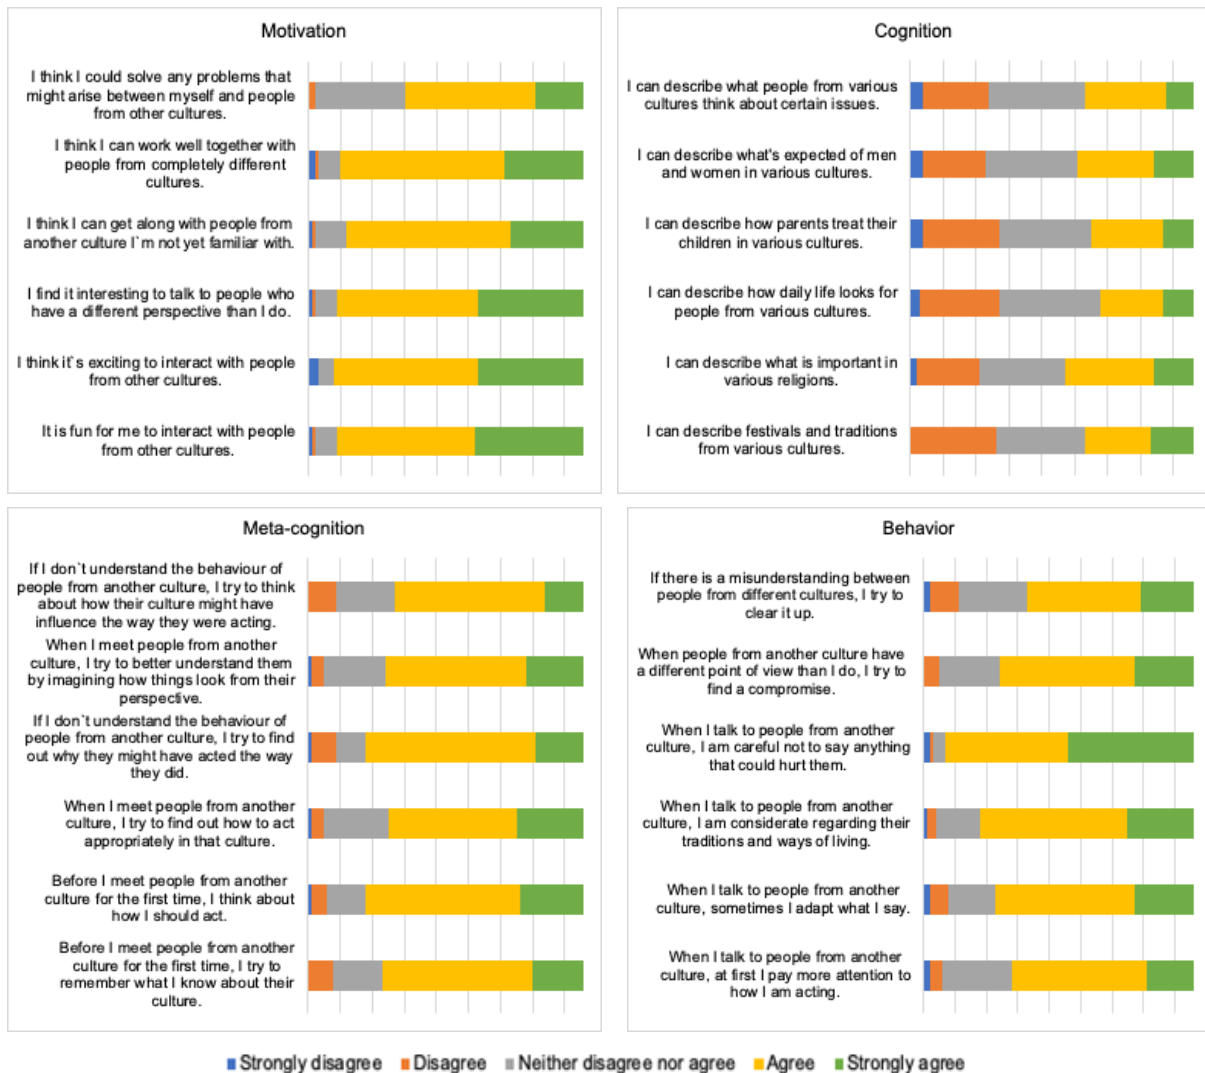 Motivation
I think I could solve any problems that
might arise between myself and people
from other cultures.
I think I can work well together with
people from completely different
cultures.
I think I can get along with people from
another culture I`m not yet familiar with.
I find it interesting to talk to people who
have a different perspective than I do.
I think it`s exciting to interact with people
from other cultures.
It is fun for me to interact with people
from other cultures.
Cognition
I can describe what people from various
cultures think about certain issues.
I can describe what's expected of men
and women in various cultures.
I can describe how parents treat their
children in various cultures.
I can describe how daily life looks for
people from various cultures.
I can describe what is important in
various religions.
I can describe festivals and traditions
from various cultures.
Meta-cognition
If I don`t understand the behaviour of
people from another culture, I try to think
about how their culture might have
influence the way they were acting.
When I meet people from another
culture, I try to better understand them
by imagining how things look from their
perspective.
If I don`t understand the behaviour of
people from another culture, I try to find
out why they might have acted the way
they did.
When I meet people from another
culture, I try to find out how to act
appropriately in that culture.
Before I meet people from another
culture for the first time, I think about
how I should act.
Before I meet people from another
culture for the first time, I try to
remember what I know about their
culture.
Behavior
If there is a misunderstanding between
people from different cultures, I try to
clear it up.
When people from another culture have
a different point of view than I do, I try to
find a compromise.
When I talk to people from another
culture, I am careful not to say anything
that could hurt them.
When I talk to people from another
culture, I am considerate regarding their
traditions and ways of living.
When I talk to people from another
culture, sometimes I adapt what I say.
When I talk to people from another
culture, at first I pay more attention to
how I am acting.
Strongly disagree Disagree Neither disagree nor agree Agree Strongly agree